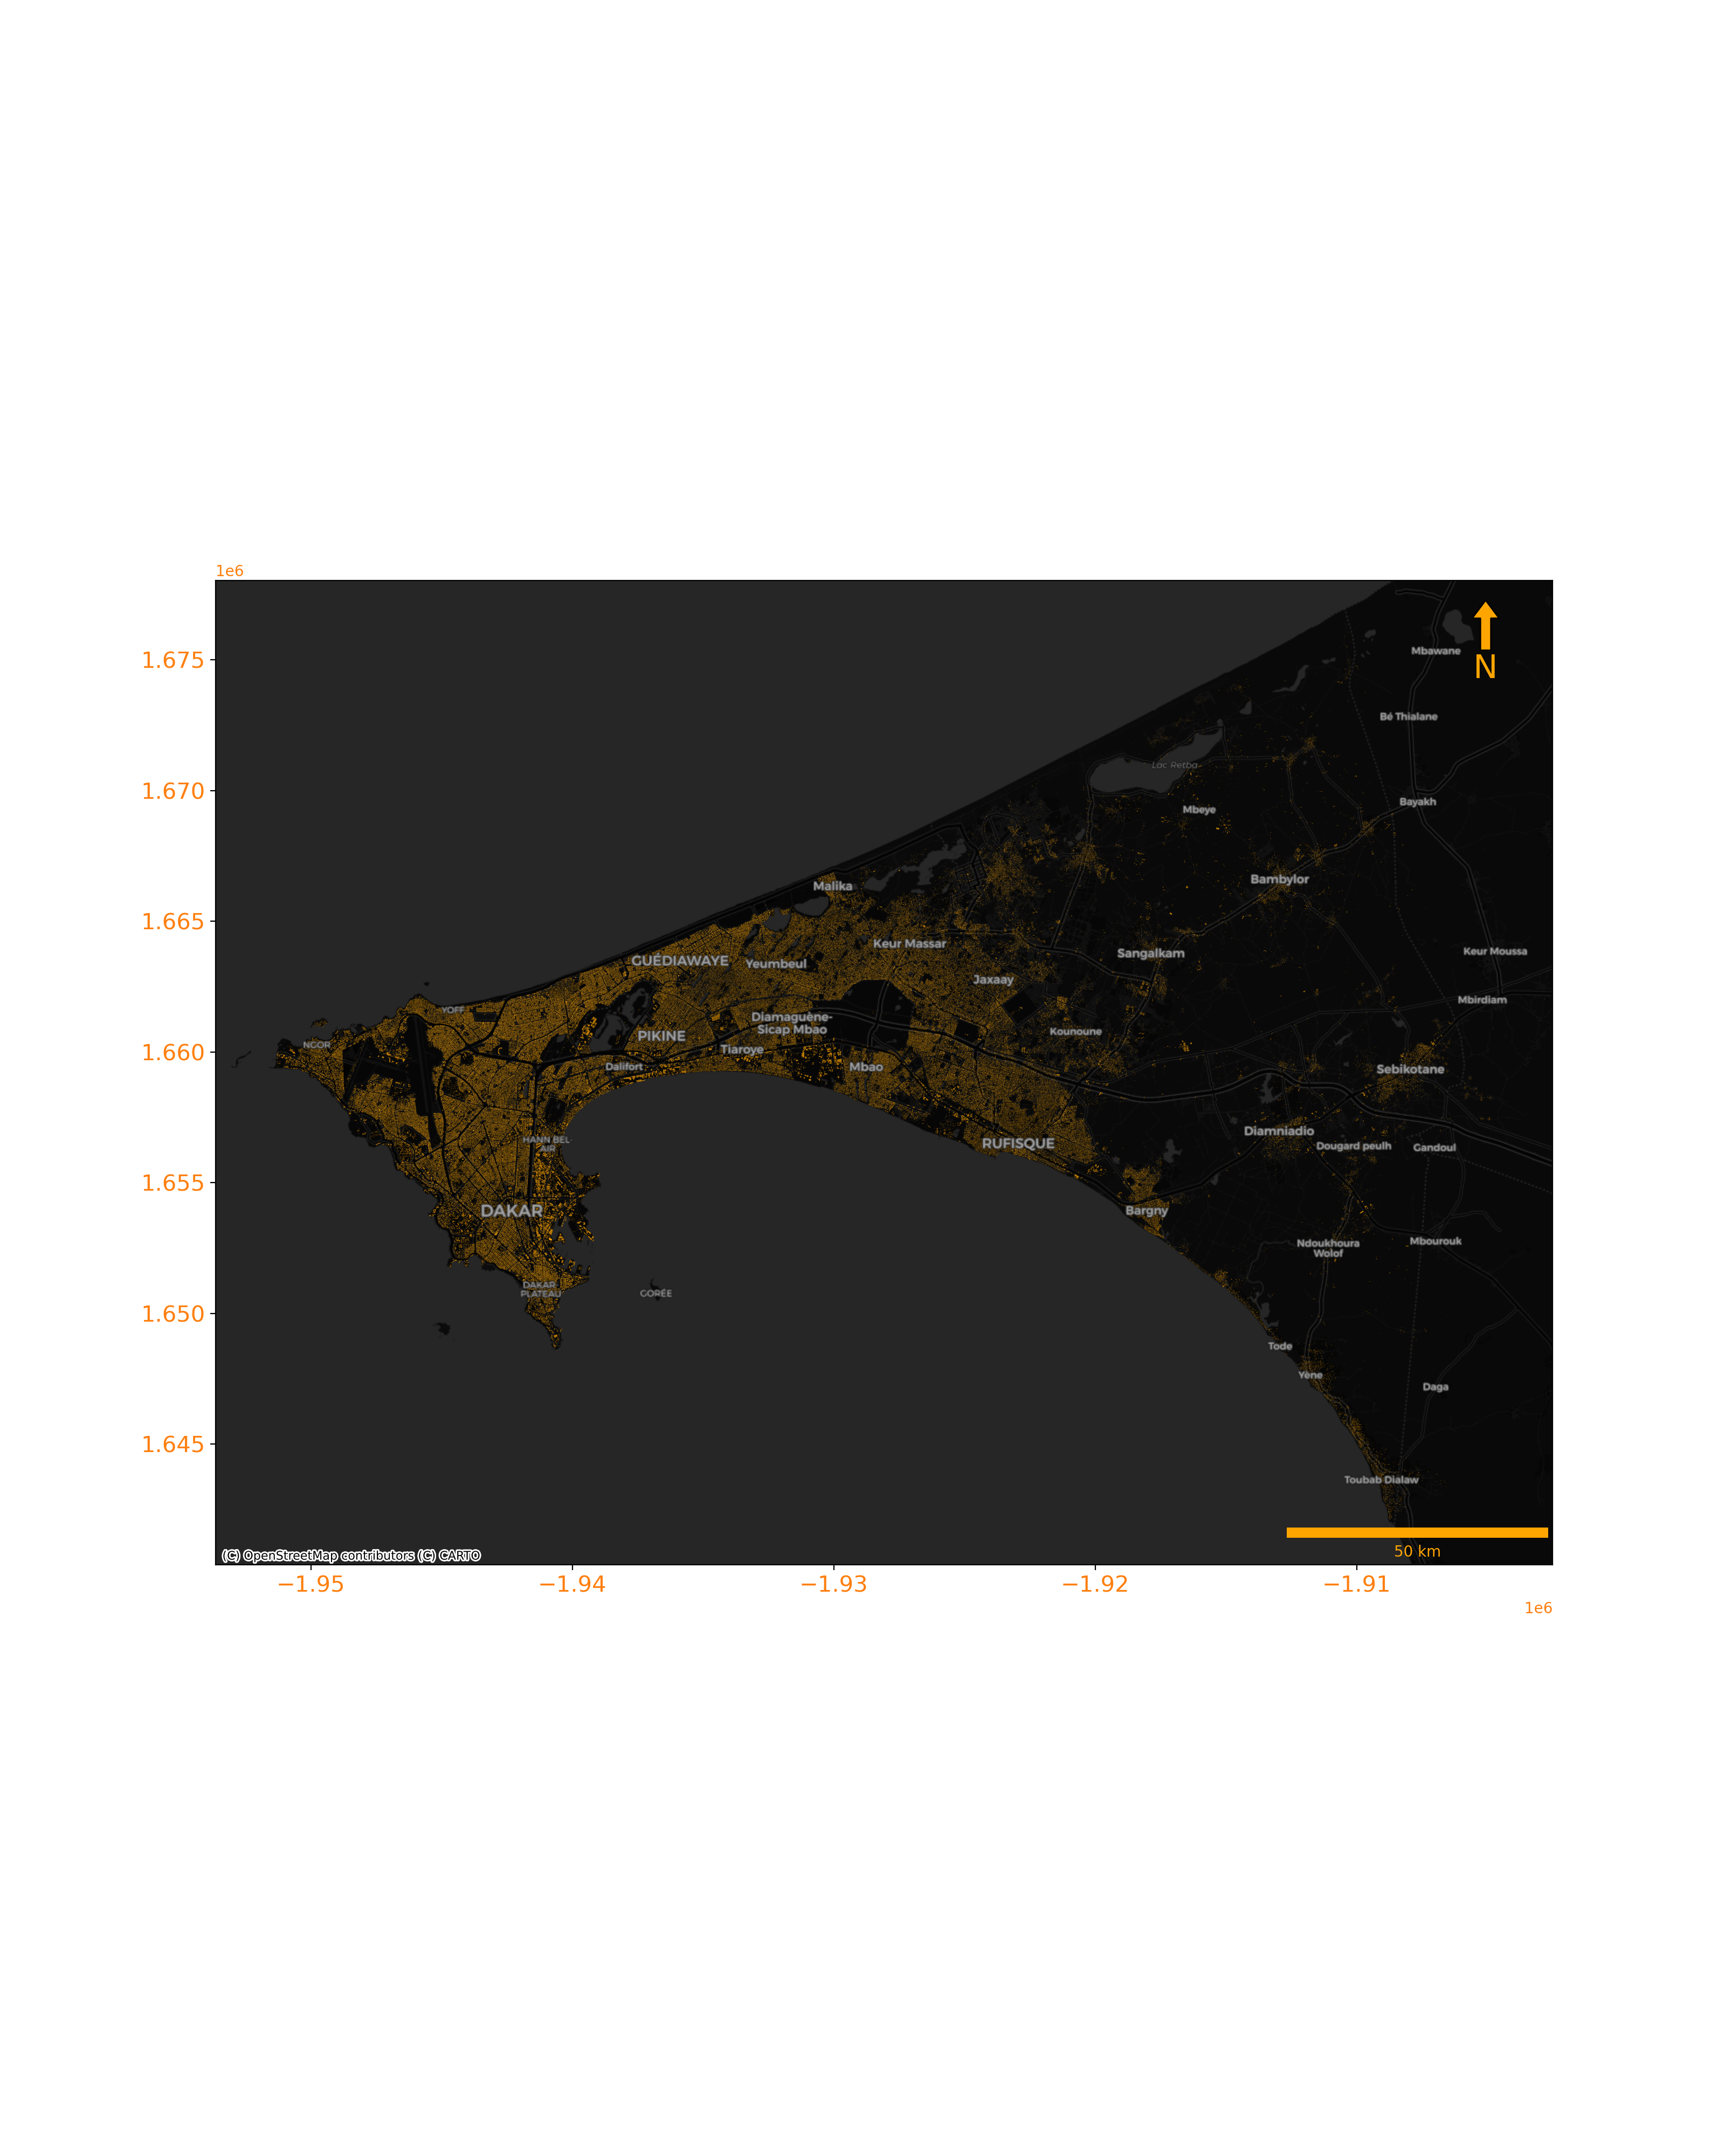 1e6
1.675
1.670
1.665
1.660
1.655
1.650
1.645
N
Mbawane
Bé Thialane
Lac Retba
Bayakh
Mbeye
Bambylor
Malika
Keur Massar
Sangalkam
Keur Moussa
GUÉDIAWAYE
Yeumbeul
Jaxaay
Mbirdiam
YOFF
Diamaguène-
Sicap Mbao
Kounoune
PIKINE
NGOR
Tiaroye
Dalifort
Mbao
Sebikotane
HANN BEL-
AIR
RUFISQUE
Diamniadio
Dougard peulh
Gandoul
DAKAR
Bargny
Ndoukhoura
Wolof
Mbourouk
DAKAR-
PLATEAU
GORÉE
Tode
Yène
Daga
Toubab Dialaw
50 km
(C) OpenStreetMap contributors (C) CARTO
−1.95
−1.94
−1.93
−1.92
−1.91
1e6